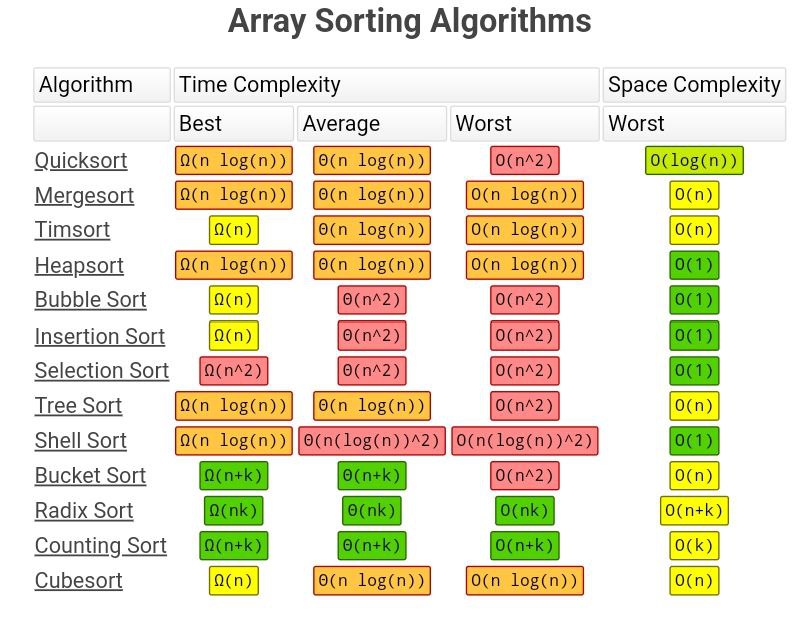 Array Sorting Algorithms
Algorithm Time Complexity Space Complexity
Best Average Worst Worst
Quicksort Ω(n log(n)) Θ(n log(n)) O(n^2) O(log(n))
Mergesort Ω(n log(n)) Θ(n log(n)) O(n log(n)) O(n)
Timsort Ω(n) Θ(n log(n)) O(n log(n)) O(n)
Heapsort Ω(n log(n)) Θ(n log(n)) O(n log(n)) O(1)
Bubble Sort Ω(n) Θ(n^2) O(n^2) O(1)
Insertion Sort Ω(n) Θ(n^2) O(n^2) O(1)
Selection Sort Ω(n^2) Θ(n^2) O(n^2) O(1)
Tree Sort Ω(n log(n)) Θ(n log(n)) O(n^2) O(n)
Shell Sort Ω(n log(n)) Θ(n(log(n))^2) O(n(log(n))^2) O(1)
Bucket Sort Ω(n+k) Θ(n+k) O(n^2) O(n)
Radix Sort Ω(nk) Θ(nk) O(nk) O(n+k)
Counting Sort Ω(n+k) Θ(n+k) O(n+k) O(k)
Cubesort Ω(n) Θ(n log(n)) O(n log(n)) O(n)